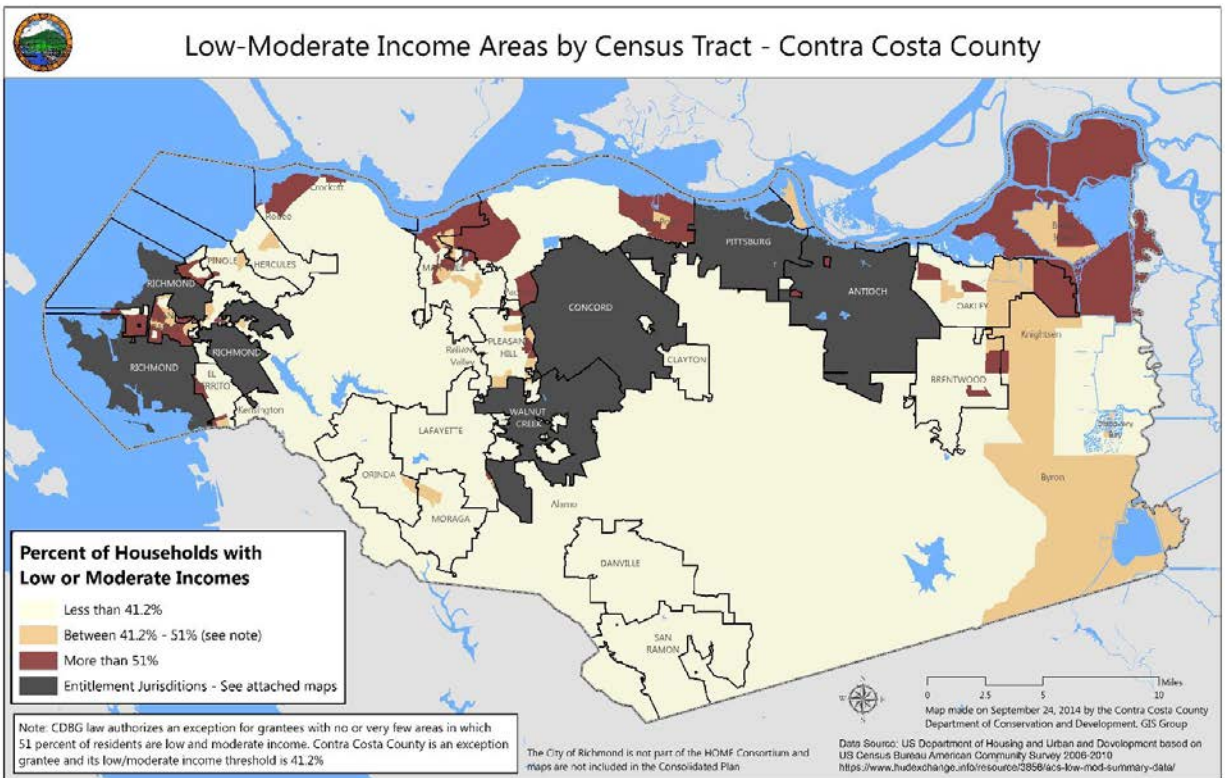 Low-Moderate Income Areas by Census Tract - Contra Costa County
Crockett
Rodeo
PINOLE
HERCULES
RICHMOND
RICHMOND
RICHMOND
EL
Kensington
CONCORD
PITTSBURG
ANTIOCH
OAKLEY
Knightsen
PLEASANT
HILL
Valley
CLAYTON
BRENTWOOD
WALNUT
CREEK
LAFAYETTE
ORINDA
MORAGA
Alamo
Byron
DANVILLE
SAN
RAMON
Percent of Households with
Low or Moderate Incomes
Less than 41.2%
Between 41.2% - 51% (see note)
More than 51%
Entitlement Jurisdictions - See attached maps
Note: CDBG law authorizes an exception for grantees with no or very few areas in which
51 percent of residents are low and moderate income. Contra Costa County is an exception
grantee and its low/moderate income threshold is 41.2%
The City of Richmond is not part of the HOME Consortium and
maps are not included in the Consolidated Plan
Miles
0 2.5 5 10
Map made on September 24, 2014 by the Contra Costa County
Department of Conservation and Development, GIS Group
Data Source: US Department of Housing and Urban and Development based on
US Census Bureau American Community Survey 2006-2010
https://www.hudexchange.info/resource/3858/acs-low-mod-summary-data/